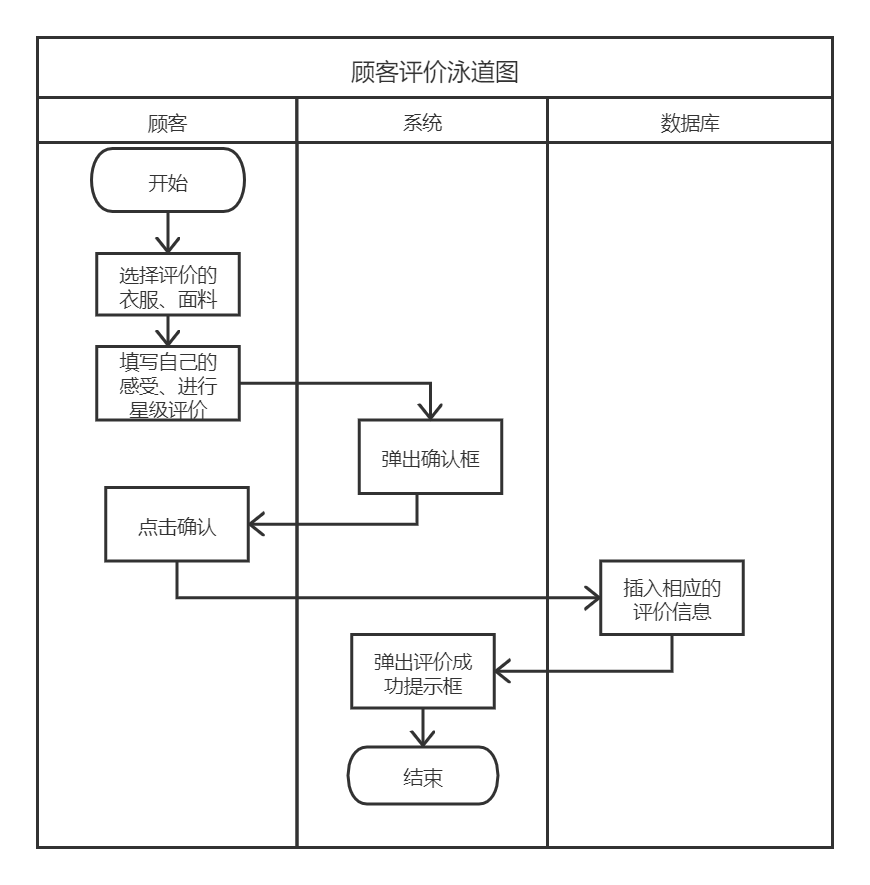 顾客评价泳道图
顾客
系统
数据库
开始
选择评价的
衣服、面料
填写自己的
感受、进行
星级评价
弹出确认框
点击确认
插入相应的
评价信息
弹出评价成
功提示框
结束